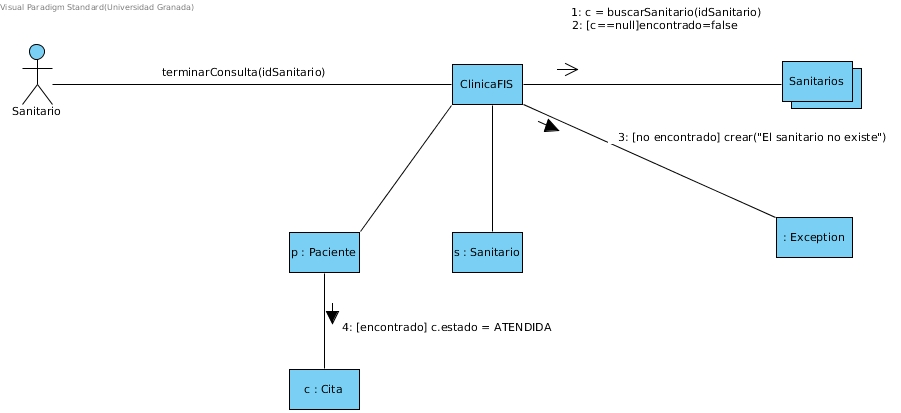 Visual Paradigm Standard(Universidad Granada)
1: c = buscarSanitario(idSanitario)
2: [c==null]encontrado=false
terminarConsulta(idSanitario)
ClinicaFIS
Sanitarios
Sanitario
3: [no encontrado] crear("El sanitario no existe")
p : Paciente
s : Sanitario
: Exception
4: [encontrado] c.estado = ATENDIDA
c : Cita